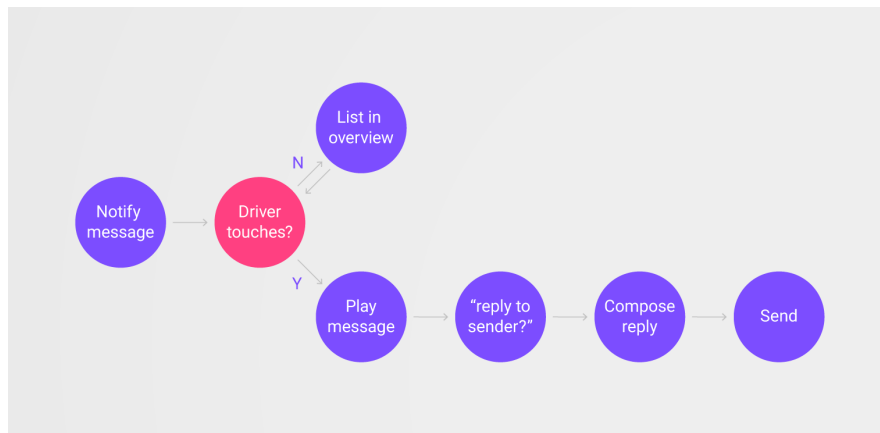 List in
overview
N
Notify
message
Driver
touches?
Y
Play
message
“reply to
sender?”
Compose
reply
Send